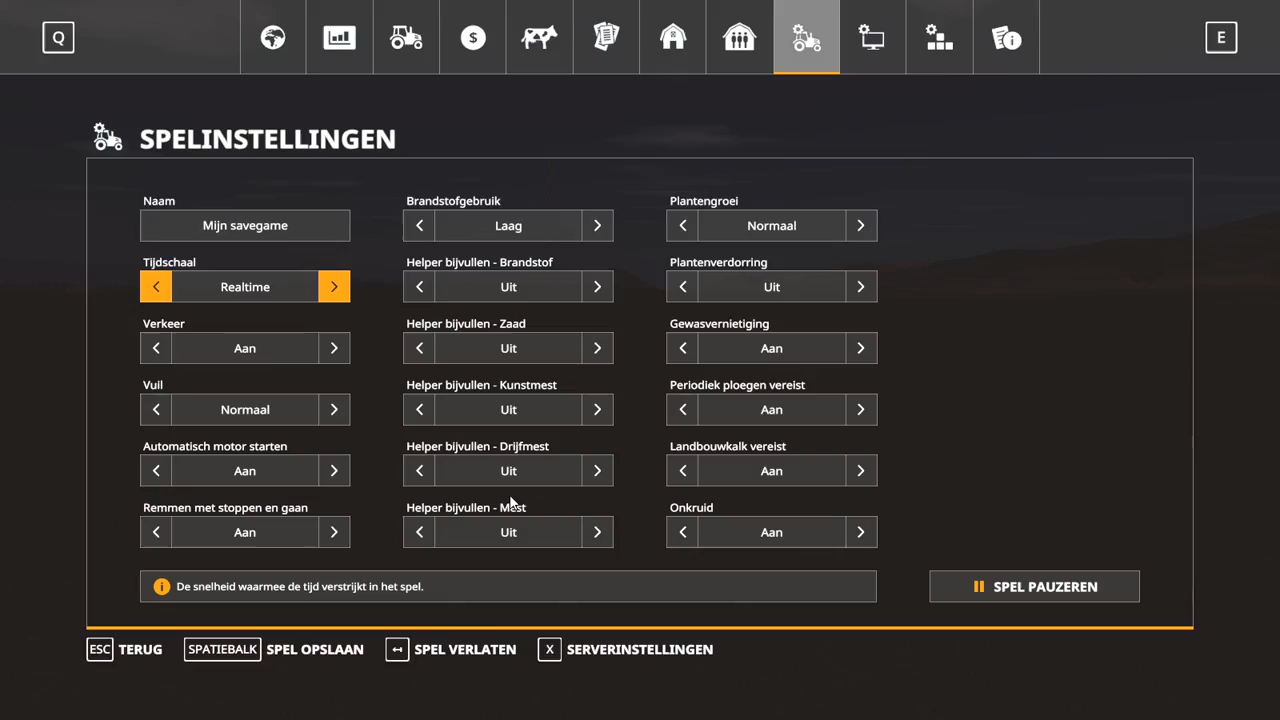 Q
$
E
SPELINSTELLINGEN
Naam
Mijn savegame
Tijdschaal
Realtime
Verkeer
Aan
Vuil
Normaal
Automatisch motor starten
Aan
Remmen met stoppen en gaan
Aan
Brandstofgebruik
Laag
Helper bijvullen - Brandstof
Uit
Helper bijvullen - Zaad
Uit
Helper bijvullen - Kunstmest
Uit
Helper bijvullen - Drijfmest
Uit
Helper bijvullen - Mest
Uit
Plantengroei
Normaal
Plantenverdorring
Uit
Gewasvernietiging
Aan
Periodiek ploegen vereist
Aan
Landbouwkalk vereist
Aan
Onkruid
Aan
De snelheid waarmee de tijd verstrijkt in het spel.
SPEL PAUZEREN
ESC TERUG SPATIEBALK SPEL OPSLAAN SPEL VERLATEN X SERVERINSTELLINGEN